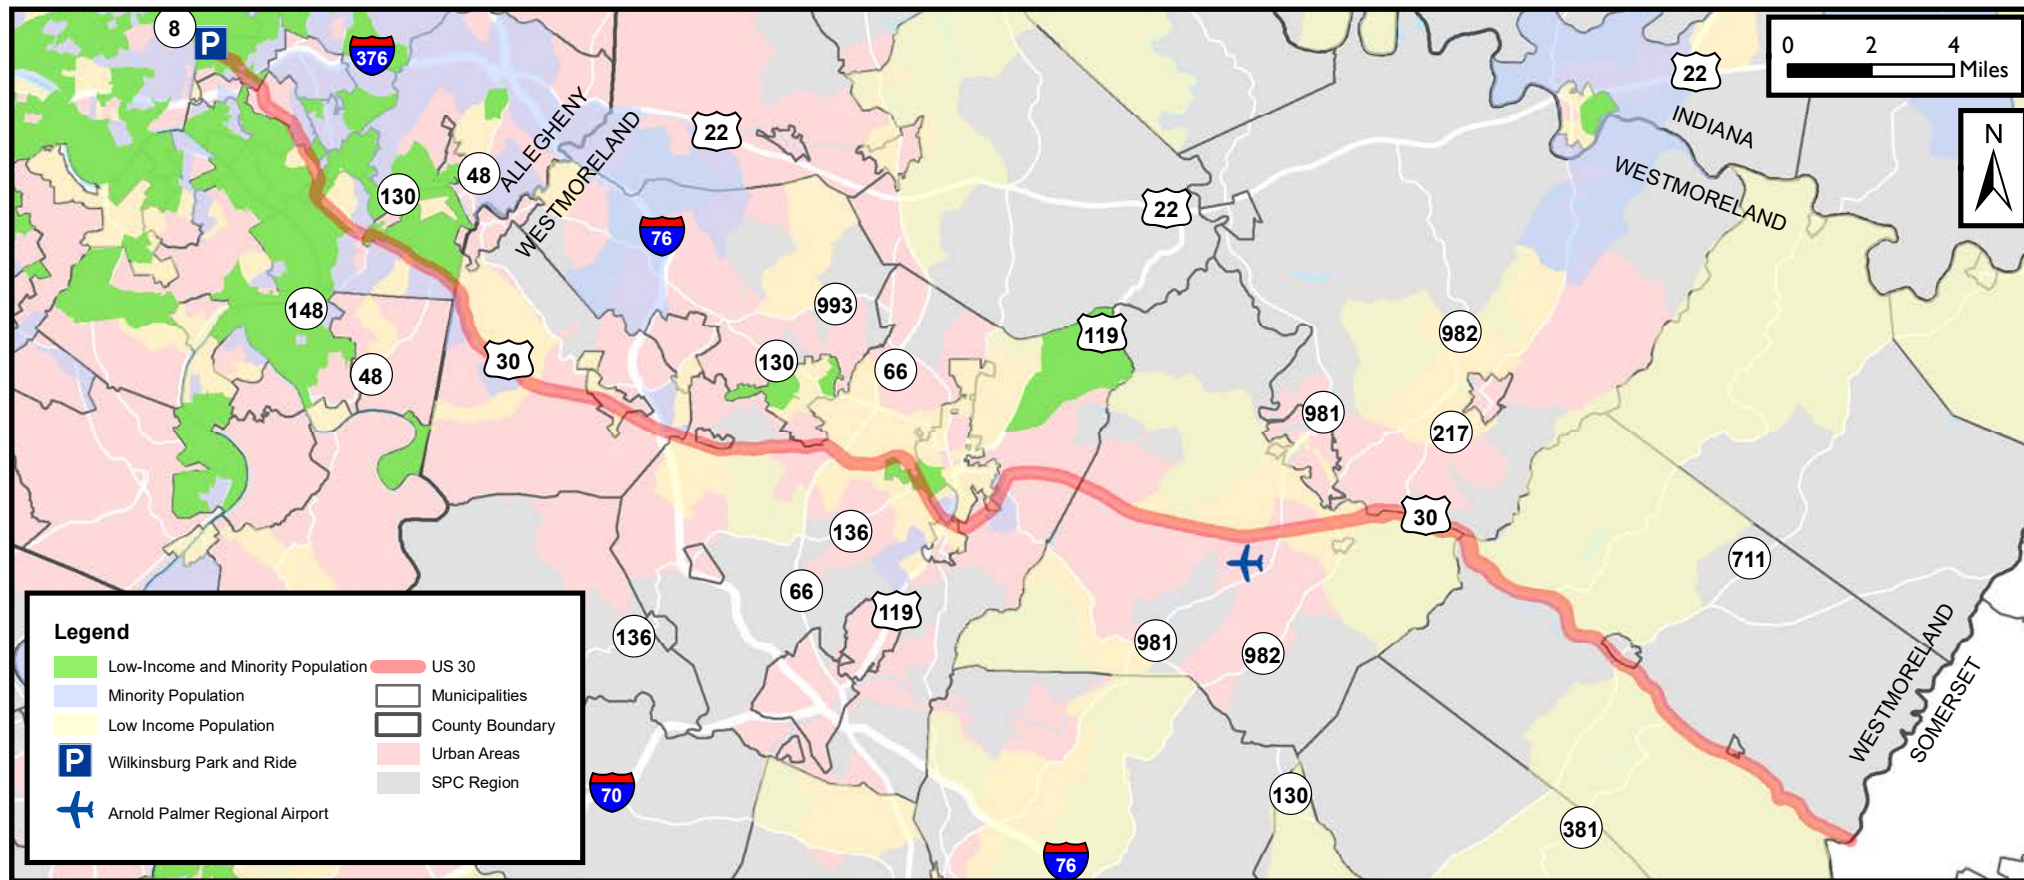 8
P
376
22
0 2 4
Miles
22
ALLEGHENY
WESTMORELAND
INDIANA
WESTMORELAND
N
48
130
22
76
148
993
119
982
30
130
66
48
981
217
30
136
711
66
119
136
981
982
WESTMORELAND
SOMERSET
70
130
381
76
Legend
Low-Income and Minority Population
Minority Population
Low Income Population
P Wilkinsburg Park and Ride
Arnold Palmer Regional Airport
US 30
Municipalities
County Boundary
Urban Areas
SPC Region